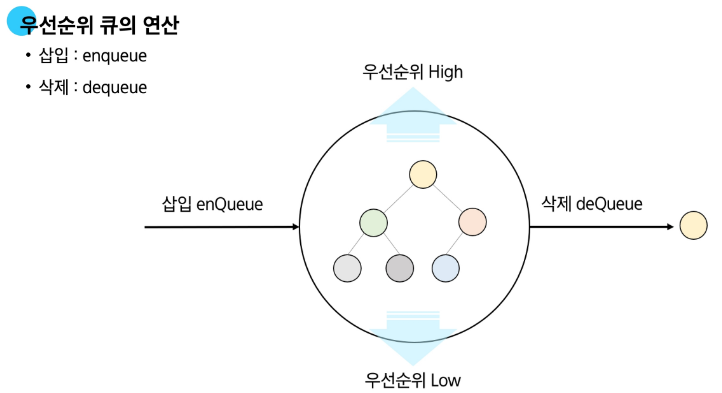 우선순위 큐의 연산
• 삽입 : enqueue
• 삭제 : dequeue
우선순위 High
삽입 enQueue
삭제 deQueue
우선순위 Low